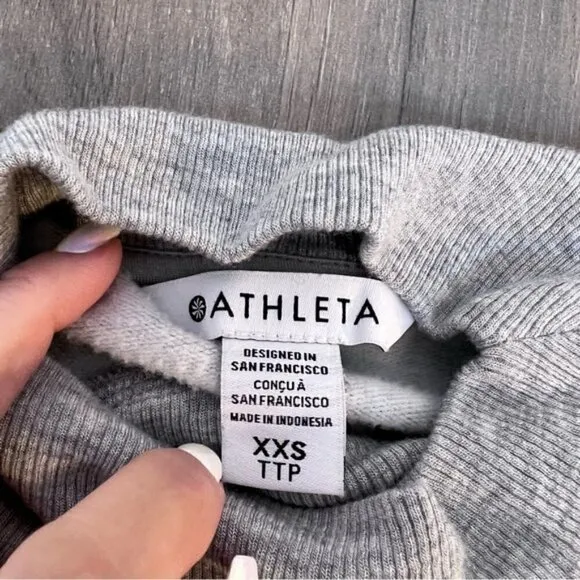 ATHLETA
DESIGNED IN
SAN FRANCISCO
CONÇU À
SAN FRANCISCO
MADE IN INDONESIA
XXS
TTP